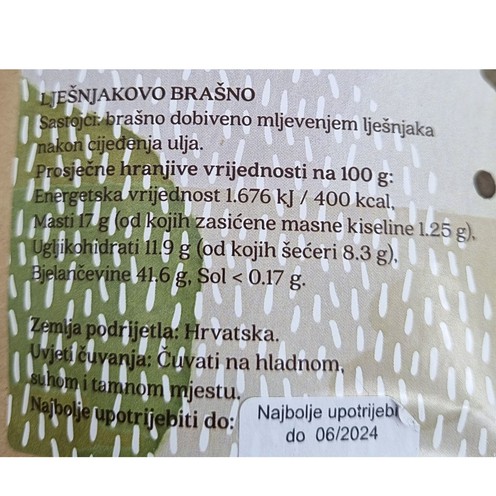 LJEŠNJAKOVO BRAŠNO
Sastojci: brašno dobiveno mljevenjem lješnjaka
nakon cijeđenja ulja.
Prosječne hranjive vrijednosti na 100 g:
Energetska vrijednost 1.676 kJ / 400 kcal,
Masti 17 g (od kojih zasićene masne kiseline 1.25 g),
Ugljikohidrati 11.9 g (od kojih šećeri 8.3 g),
Bjelančevine 41.6 g, Sol < 0.17 g.
Zemlja podrijetla: Hrvatska.
Uvjeti čuvanja: Čuvati na hladnom,
suhom i tamnom mjestu.
Najbolje upotrijebiti do:
Najbolje upotrijebi
do 06/2024